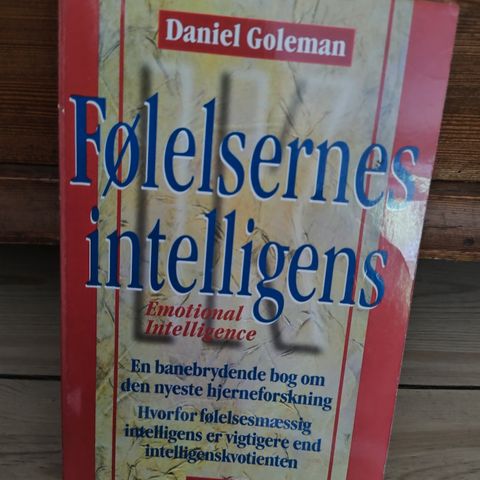 Daniel Goleman
Følelsernes
intelligens
Emotional
Intelligence
En banebrydende bog om
den nyeste hjerneforskning
Hvorfor følelsesmæssig
intelligens er vigtigere end
intelligenskvotienten